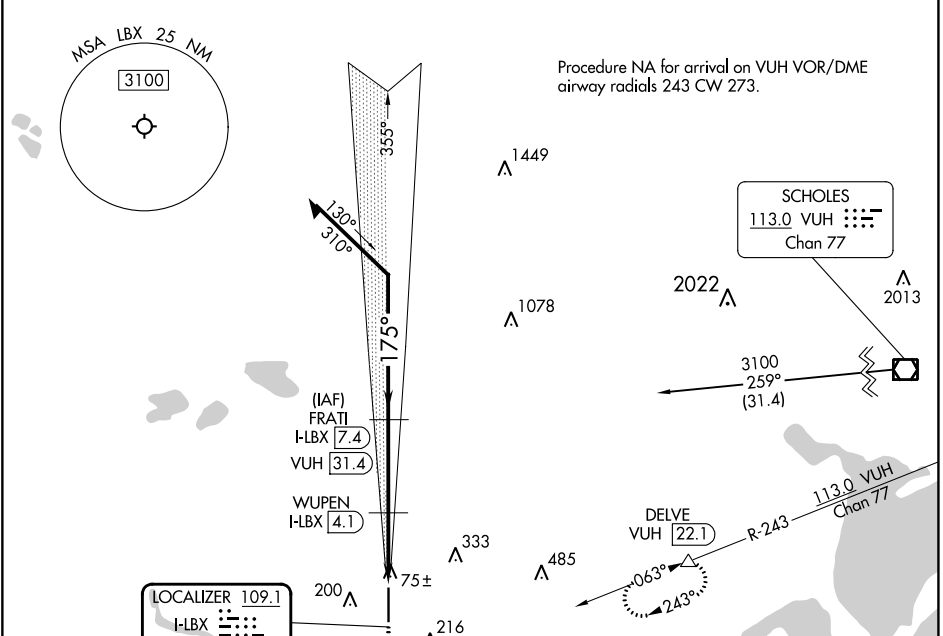 MSA LBX 25 NM
3100
Procedure NA for arrival on VUH VOR/DME
airway radials 243 CW 273.
355°
1449
130°
310°
SCHOLES
113.0 VUH
Chan 77
2022
2013
1078
175°
3100
259°
(31.4)
(IAF)
FRATI
I-LBX 7.4
VUH 31.4
WUPEN
I-LBX 4.1
113.0 VUH
Chan 77
R-243
DELVE
VUH 22.1
063°
243°
333
485
75±
200
LOCALIZER 109.1
I-LBX
216